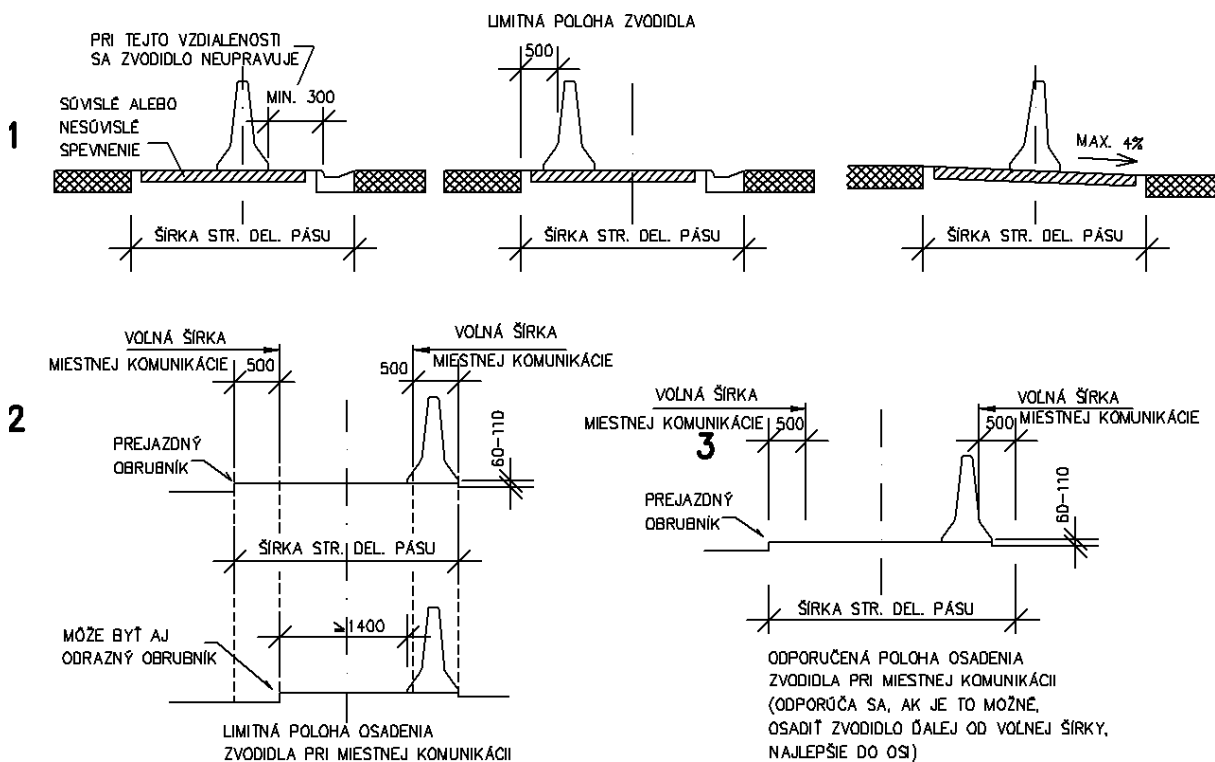 LIMITNÁ POLOHA ZVODIDLA
PRI TEJTO VZDIALENOSTI
SA ZVODIDLO NEUPRAVUJE
500
MIN. 300
SÚVISLÉ ALEBO
NESÚVISLÉ
SPEVNENIE
1
MAX. 4%
ŠÍRKA STR. DEL. PÁSU
ŠÍRKA STR. DEL. PÁSU
ŠÍRKA STR. DEL. PÁSU
2
VOĽNÁ ŠÍRKA
MIESTNEJ KOMUNIKÁCIE
500
500
VOĽNÁ ŠÍRKA
MIESTNEJ KOMUNIKÁCIE
PREJAZDNÝ
OBRUBNÍK
60-110
ŠÍRKA STR. DEL. PÁSU
MÔŽE BYŤ AJ
ODRAZNÝ OBRUBNÍK
≥1400
LIMITNÁ POLOHA OSADENIA
ZVODIDLA PRI MIESTNEJ KOMUNIKÁCII
3
VOĽNÁ ŠÍRKA
MIESTNEJ KOMUNIKÁCIE
500
500
VOĽNÁ ŠÍRKA
MIESTNEJ KOMUNIKÁCIE
PREJAZDNÝ
OBRUBNÍK
60-110
ŠÍRKA STR. DEL. PÁSU
ODPORUČENÁ POLOHA OSADENIA
ZVODIDLA PRI MIESTNEJ KOMUNIKÁCII
(ODPORÚČA SA, AK JE TO MOŽNÉ,
OSADIŤ ZVODIDLO ĎALEJ OD VOĽNEJ ŠÍRKY,
NAJLEPŠIE DO OSI)